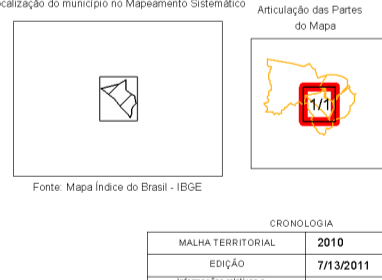 ocalização do município no Mapeamento Sistemático
Articulação das Partes
do Mapa
1/1
Fonte: Mapa Índice do Brasil - IBGE
CRONOLOGIA
MALHA TERRITORIAL 2010
EDIÇÃO 7/13/2011